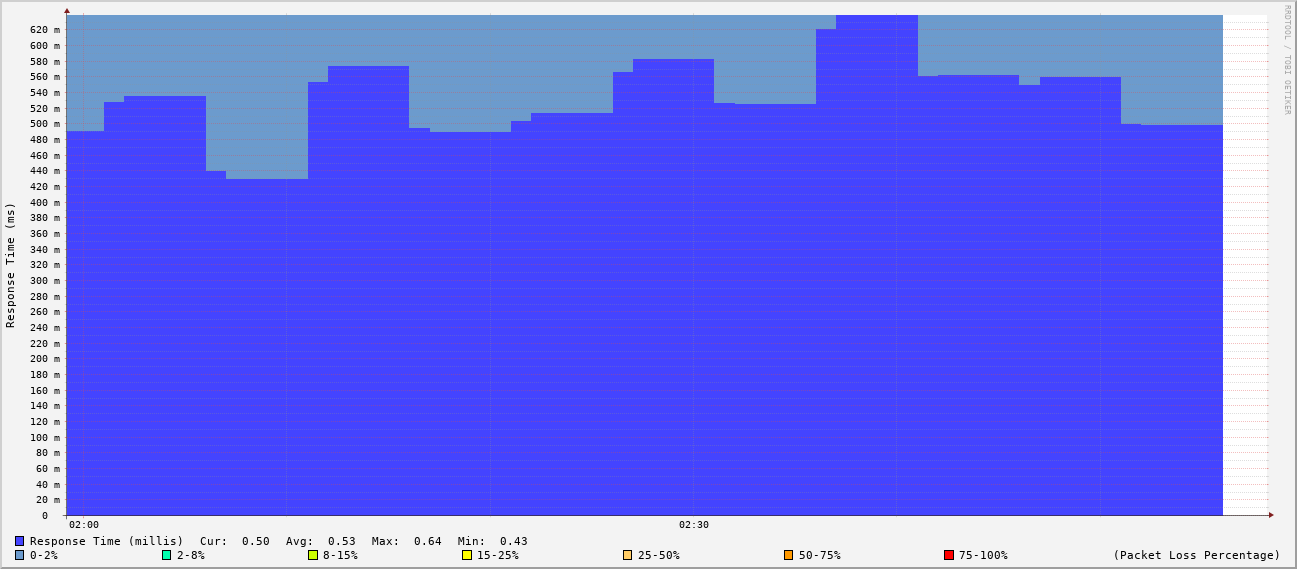 RRDTOOL / TOBI OETIKER
Response Time (ms)
620 m
600 m
580 m
560 m
540 m
520 m
500 m
480 m
460 m
440 m
420 m
400 m
380 m
360 m
340 m
320 m
300 m
280 m
260 m
240 m
220 m
200 m
180 m
160 m
140 m
120 m
100 m
80 m
60 m
40 m
20 m
0
02:00 02:30
Response Time (millis) Cur: 0.50 Avg: 0.53 Max: 0.64 Min: 0.43
0-2% 2-8% 8-15% 15-25% 25-50% 50-75% 75-100% (Packet Loss Percentage)